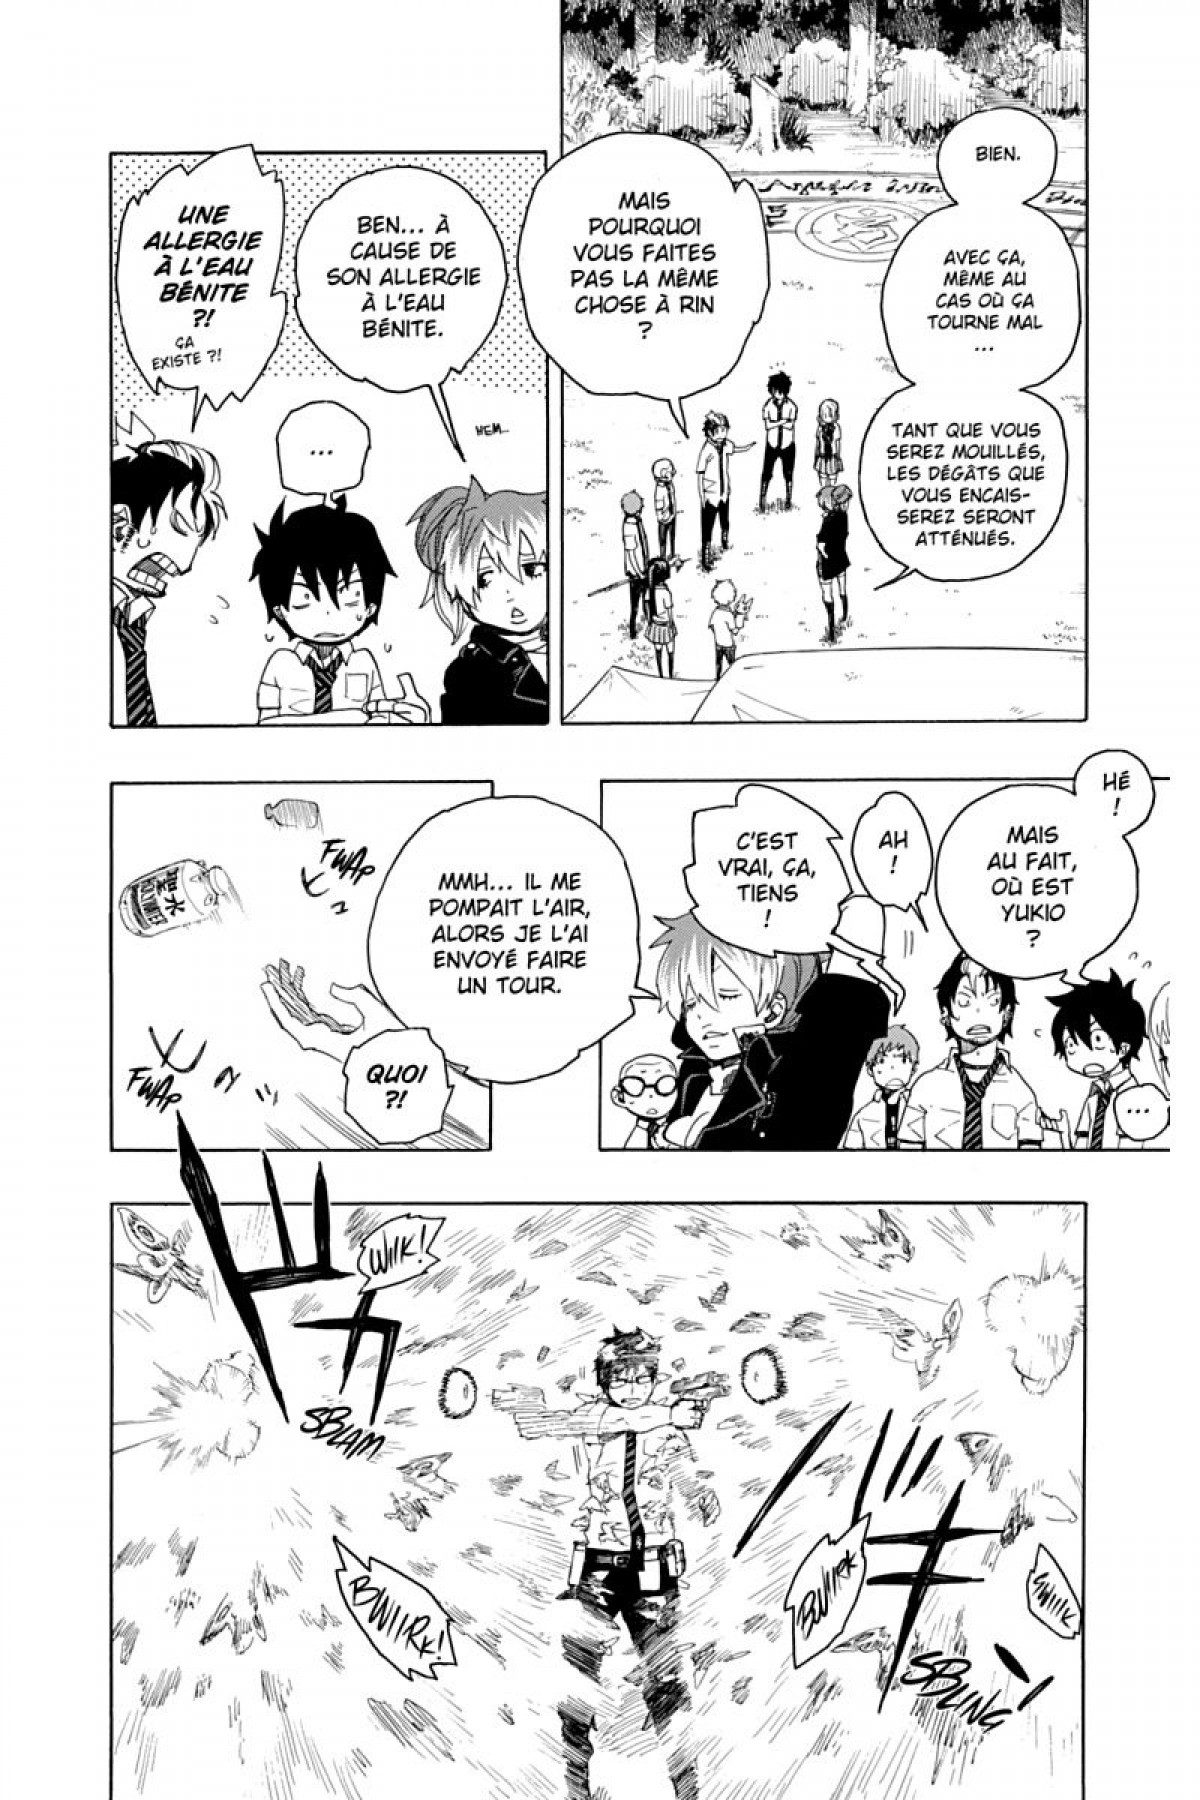 BIEN.
AVEC ÇA,
MÊME AU
CAS OÙ ÇA
TOURNE MAL
...
TANT QUE VOUS
SEREZ MOUILLÉS,
LES DÉGÂTS QUE
VOUS ENCAIS-
SEREZ SERONT
ATTÉNUÉS.
MAIS
POURQUOI
VOUS FAITES
PAS LA MÊME
CHOSE À RIN
?
BEN... À
CAUSE DE
SON ALLERGIE
À L'EAU
BÉNITE.
HEM...
...
UNE
ALLERGIE
À L'EAU
BÉNITE
?!
ÇA
EXISTE ?!
HÉ
!
MAIS
AU FAIT,
OÙ EST
YUKIO
?
...
AH
!
C'EST
VRAI, ÇA,
TIENS
!
MMH... IL ME
POMPAIT L'AIR,
ALORS JE L'AI
ENVOYÉ FAIRE
UN TOUR.
QUOI
?!
FWAP
FWAP
WIIK!
SBLAM
BWIIRK!
BWIIRK
SWIIIK
SBLING